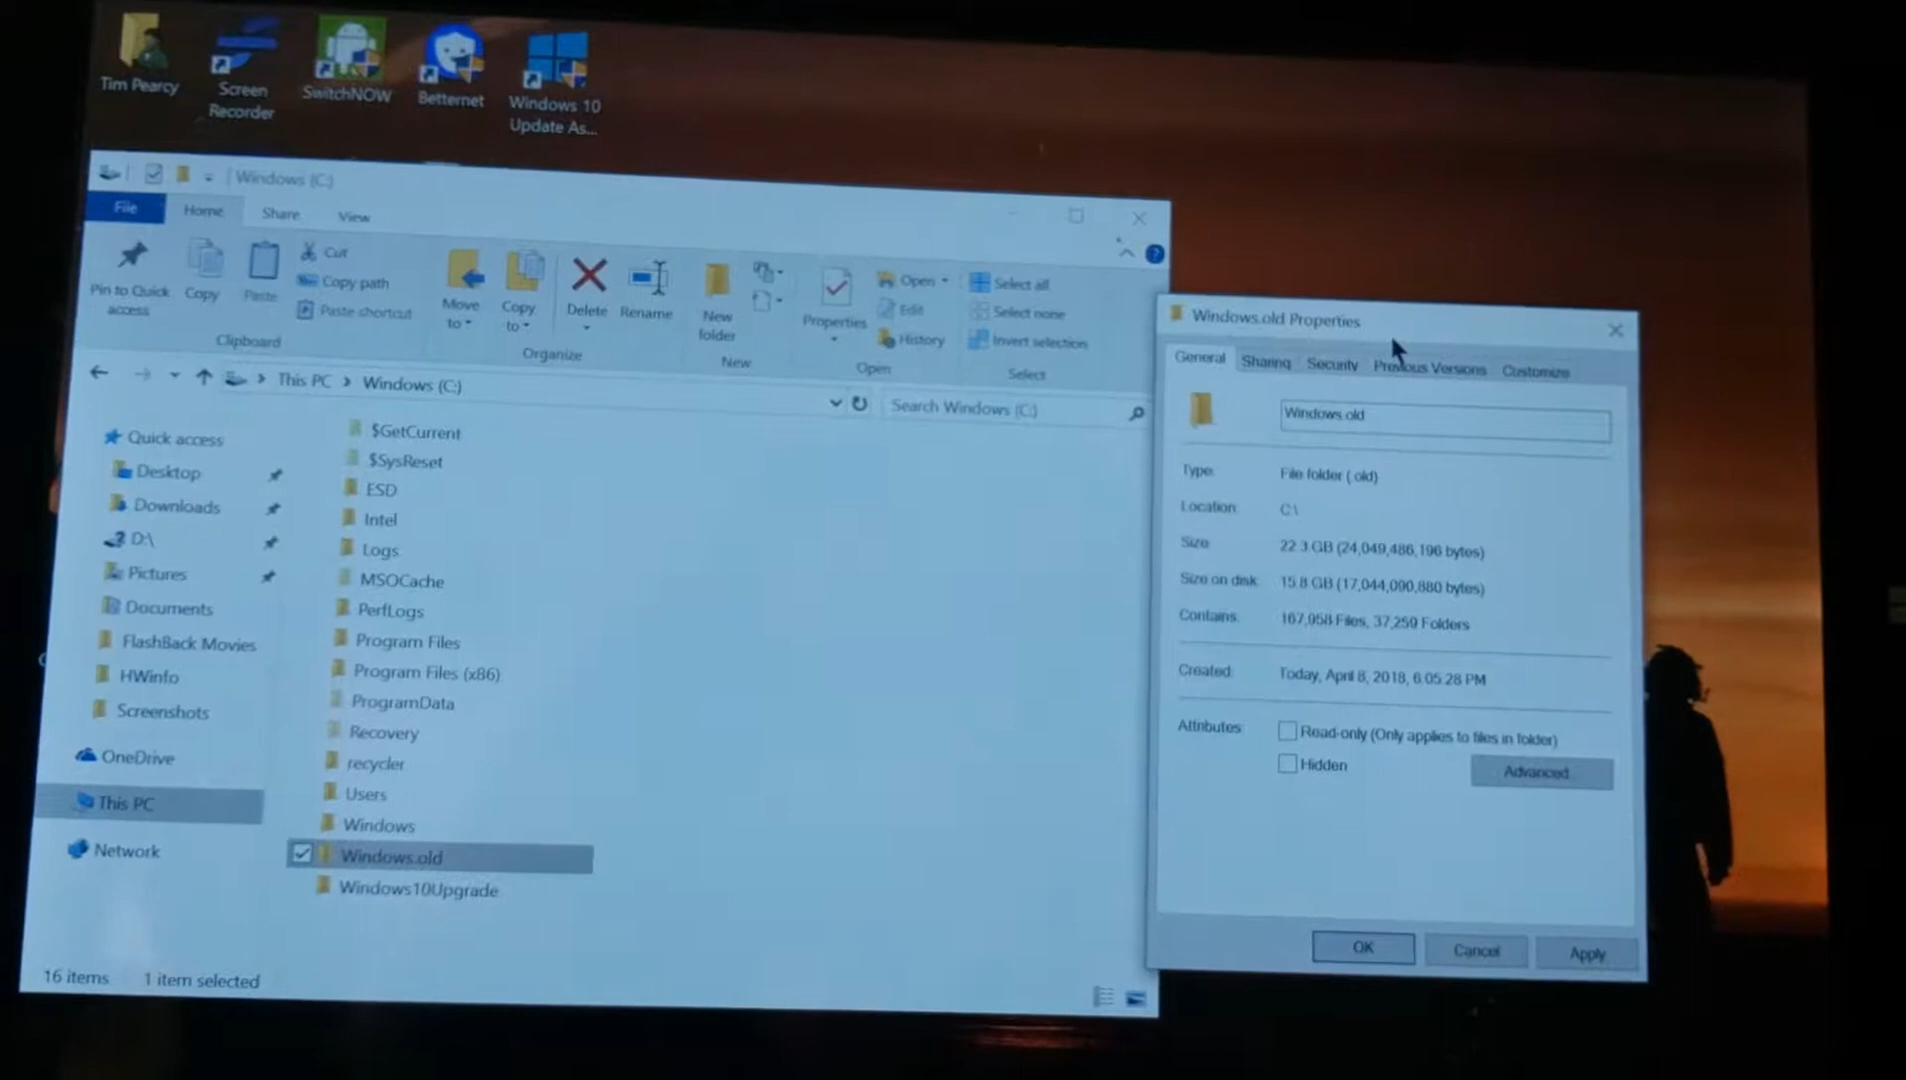 Tim Pearcy
Screen
Recorder
SwitchNOW
Betternet
Windows 10
Update As...
Windows (C:)
File
Home
Share
View
Pin to Quick
access
Copy
Paste
Cut
Copy path
Paste shortcut
Clipboard
Move
to
Copy
to
Delete
Rename
Organize
New
folder
New
Properties
Open
Edit
History
Open
Select all
Select none
Invert selection
Select
This PC > Windows (C:)
Search Windows (C:)
Quick access
Desktop
Downloads
D:\
Pictures
Documents
FlashBack Movies
HWinfo
Screenshots
OneDrive
This PC
Network
$GetCurrent
$SysReset
ESD
Intel
Logs
MSOCache
PerfLogs
Program Files
Program Files (x86)
ProgramData
Recovery
recycler
Users
Windows
Windows.old
Windows10Upgrade
16 items
1 item selected
Windows.old Properties
General
Sharing
Security
Previous Versions
Customize
Windows.old
Type: File folder (.old)
Location: C:\
Size: 22.3 GB (24,049,486,196 bytes)
Size on disk: 15.8 GB (17,044,090,880 bytes)
Contains: 167,958 Files, 37,259 Folders
Created: Today, April 8, 2018, 6:05:28 PM
Attributes: Read-only (Only applies to files in folder)
Hidden
Advanced...
OK
Cancel
Apply